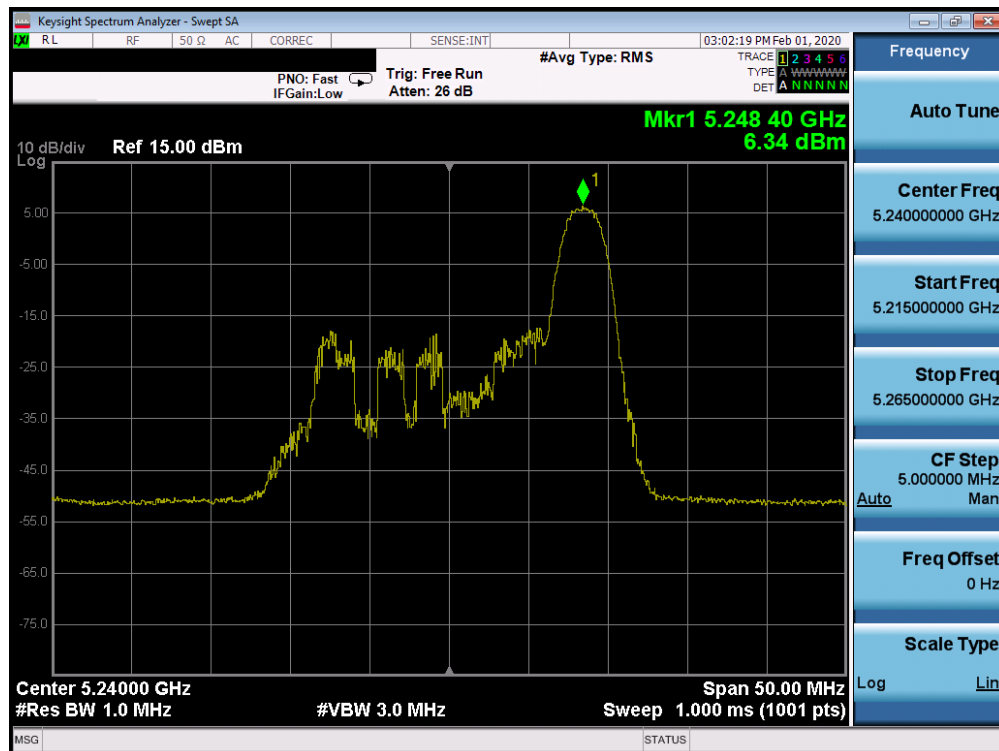 Keysight Spectrum Analyzer - Swept SA
LXI RL RF 50 Ω AC CORREC SENSE:INT 03:02:19 PM Feb 01, 2020
#Avg Type: RMS
TRACE 1 2 3 4 5 6
TYPE A WWWWW
DET A N N N N N
PNO: Fast
IFGain:Low
Trig: Free Run
Atten: 26 dB
Mkr1 5.248 40 GHz
6.34 dBm
10 dB/div Ref 15.00 dBm
Log
1
5.00
-5.00
-15.0
-25.0
-35.0
-45.0
-55.0
-65.0
-75.0
Center 5.24000 GHz Span 50.00 MHz
#Res BW 1.0 MHz #VBW 3.0 MHz Sweep 1.000 ms (1001 pts)
MSG STATUS
Frequency
Auto Tune
Center Freq
5.240000000 GHz
Start Freq
5.215000000 GHz
Stop Freq
5.265000000 GHz
CF Step
5.000000 MHz
Auto Man
Freq Offset
0 Hz
Scale Type
Log Lin